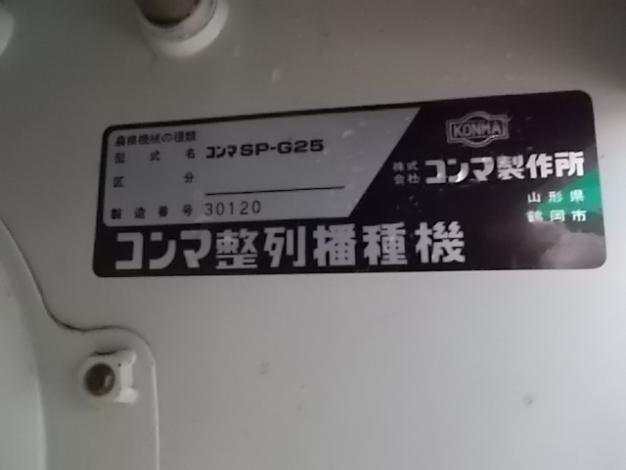 農機機械の種類
型式名 コンマSP-G25
区分
製造番号 30120
KONMA
株式会社 コンマ製作所
山形県
鶴岡市
コンマ整列播種機